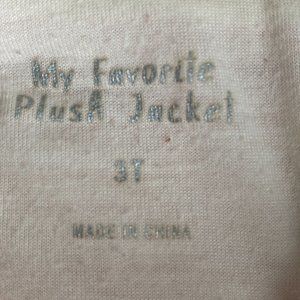 My Favorite
Plush Jacket
3T
MADE IN CHINA